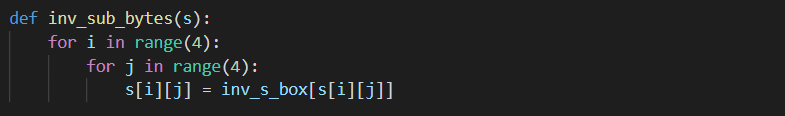 def inv_sub_bytes(s):
    for i in range(4):
        for j in range(4):
            s[i][j] = inv_s_box[s[i][j]]